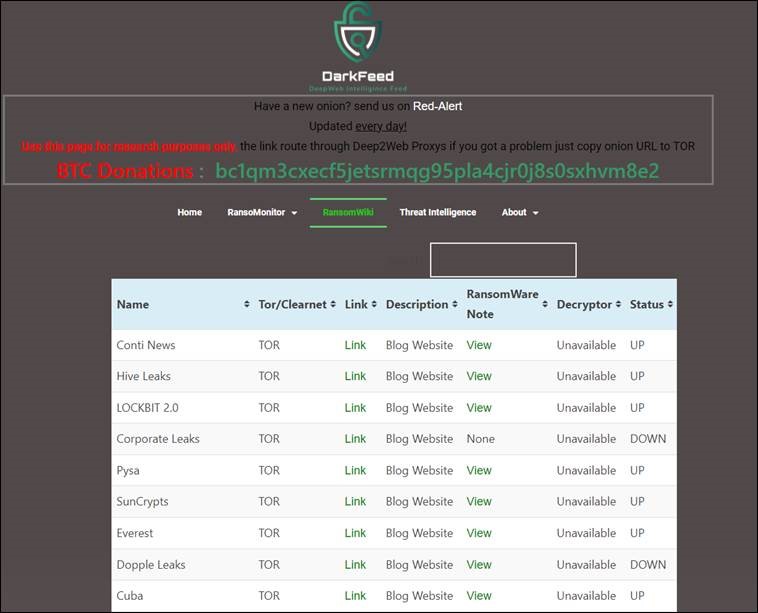 DarkFeed
DeepWeb Intelligince Feed
Have a new onion? send us on Red-Alert
Updated every day!
Use this page for research purposes only, the link route through Deep2Web Proxys if you got a problem just copy onion URL to TOR
BTC Donations : bc1qm3cxecf5jetsrmqg95pla4cjr0j8s0sxhvm8e2
Home RansoMonitor RansomWiki Threat Intelligence About
Name Tor/Clearnet Link Description RansomWare Note Decryptor Status
Conti News TOR Link Blog Website View Unavailable UP
Hive Leaks TOR Link Blog Website View Unavailable UP
LOCKBIT 2.0 TOR Link Blog Website View Unavailable UP
Corporate Leaks TOR Link Blog Website None Unavailable DOWN
Pysa TOR Link Blog Website View Unavailable UP
SunCrypts TOR Link Blog Website View Unavailable UP
Everest TOR Link Blog Website View Unavailable UP
Dopple Leaks TOR Link Blog Website View Unavailable DOWN
Cuba TOR Link Blog Website View Unavailable UP